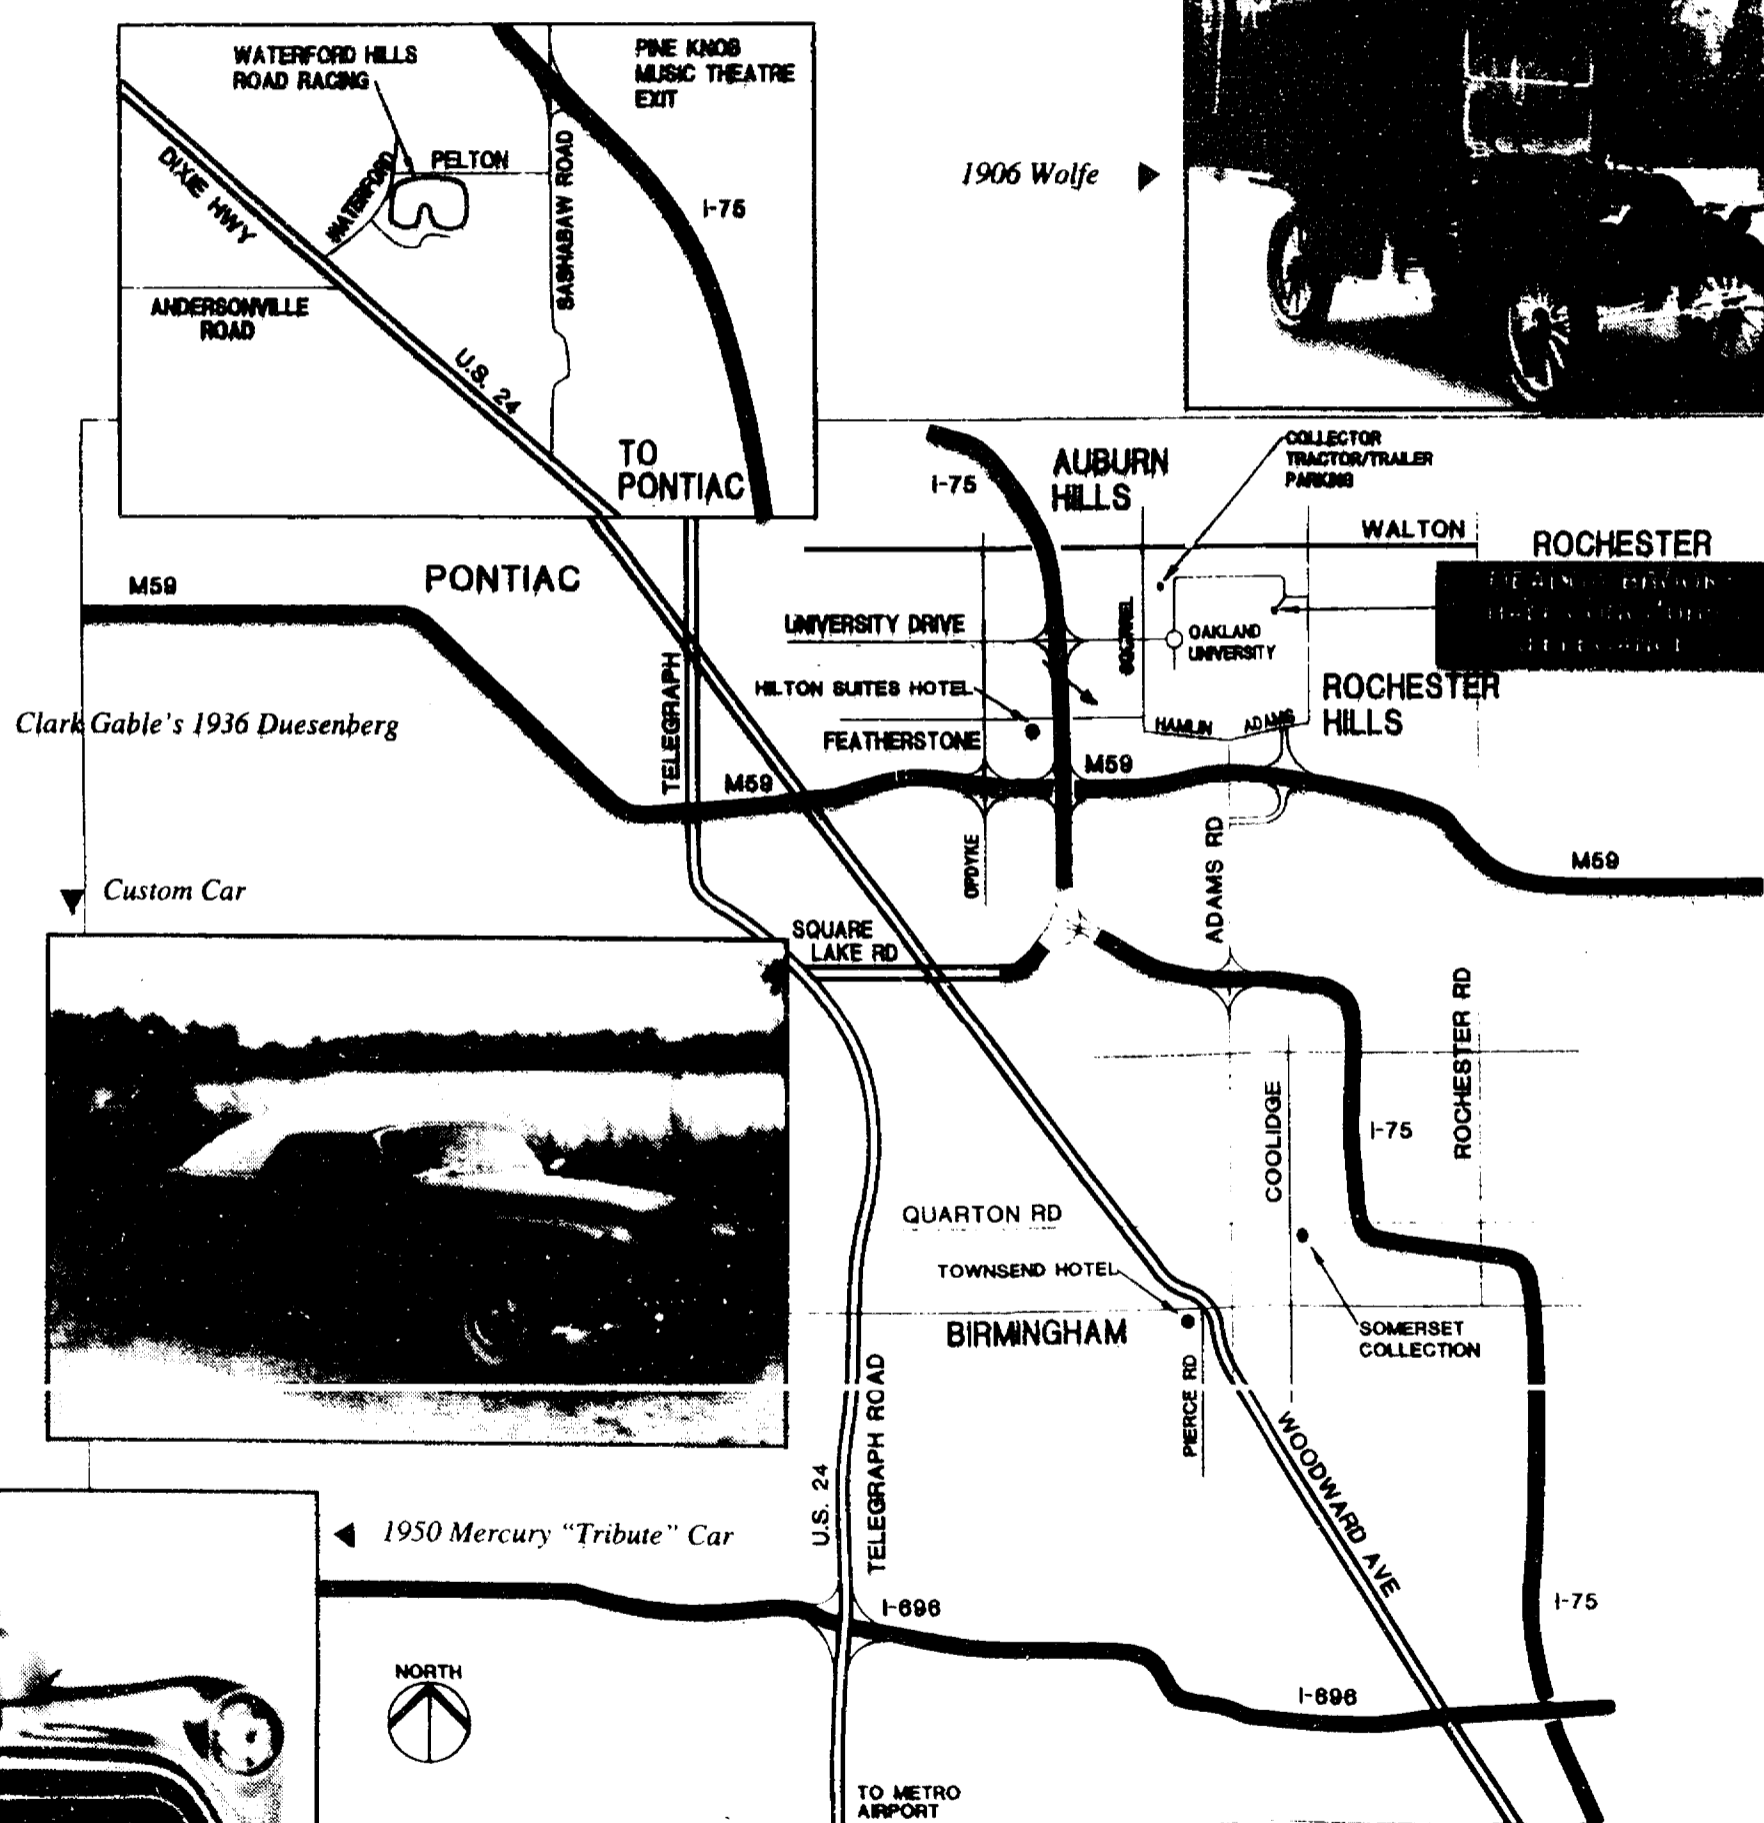 WATERFORD HILLS
ROAD RACING
PINE KNOB
MUSIC THEATRE
EXIT
DIXIE HWY
WATERFORD
PELTON
SASHABAW ROAD
I-75
ANDERSONVILLE
ROAD
U.S. 24
TO
PONTIAC
1906 Wolfe
I-75
AUBURN
HILLS
COLLECTOR
TRACTOR/TRAILER
PARKING
WALTON
ROCHESTER
M59
PONTIAC
UNIVERSITY DRIVE
OAKLAND
UNIVERSITY
TELEGRAPH
HILTON SUITES HOTEL
ROCHESTER
HILLS
Clark Gable's 1936 Duesenberg
FEATHERSTONE
HAMLIN
ADAMS
M59
M59
OPDYKE
ADAMS RD
M59
Custom Car
SQUARE
LAKE RD
ROCHESTER RD
COOLIDGE
I-75
QUARTON RD
TOWNSEND HOTEL
BIRMINGHAM
SOMERSET
COLLECTION
PIERCE RD
TELEGRAPH ROAD
U.S. 24
WOODWARD AVE
1950 Mercury "Tribute" Car
I-696
I-75
NORTH
I-696
TO METRO
AIRPORT